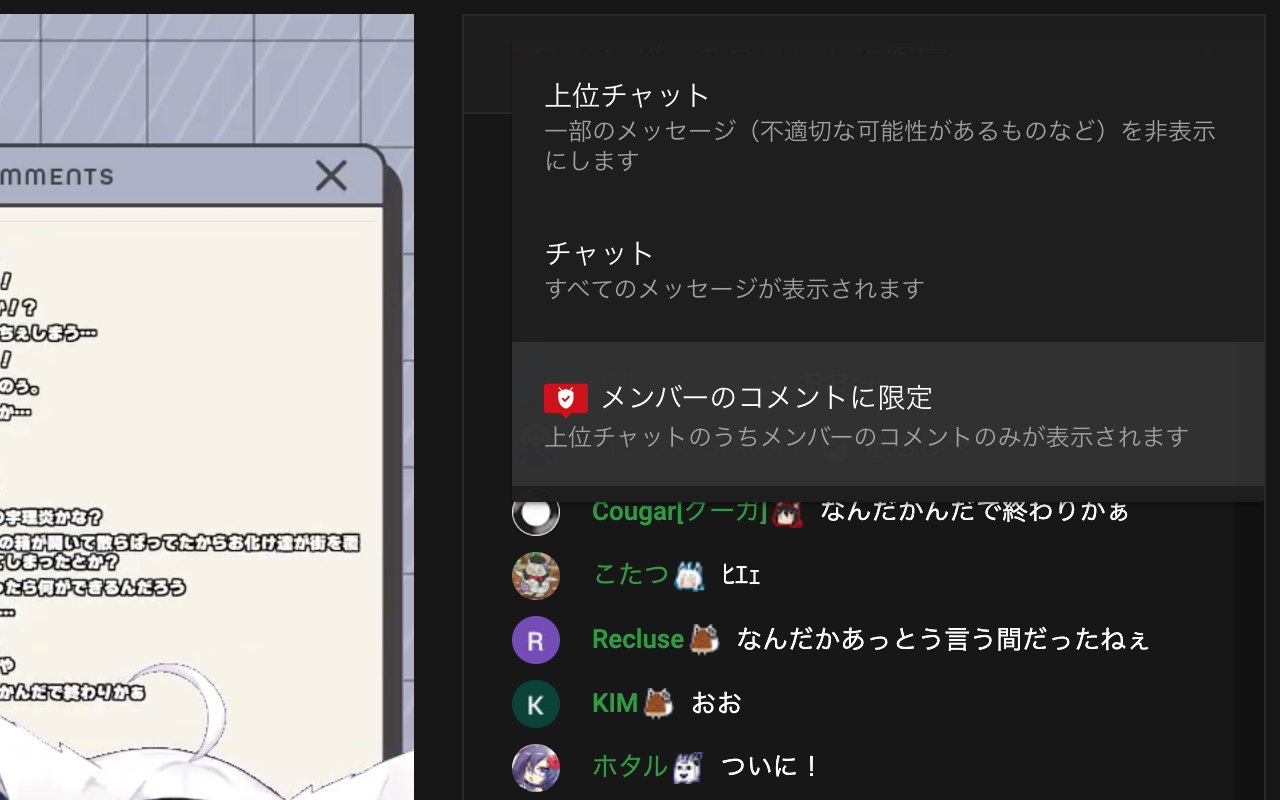 MMENTS
!
か!?
ちぇしまう…
!
のう。
か…
の字理炎かな?
の箱が開いて散らばってたからお化け達が街を覆
てしまったとか?
ったら何ができるんだろう
…
や
かんだで終わりかぁ
上位チャット
一部のメッセージ（不適切な可能性があるものなど）を非表示
にします
チャット
すべてのメッセージが表示されます
メンバーのコメントに限定
上位チャットのうちメンバーのコメントのみが表示されます
Cougar[クーガ] なんだかんだで終わりかぁ
こたつ ﾋｴｪ
R Recluse なんだかあっとう言う間だったねぇ
K KIM おお
ホタル ついに！